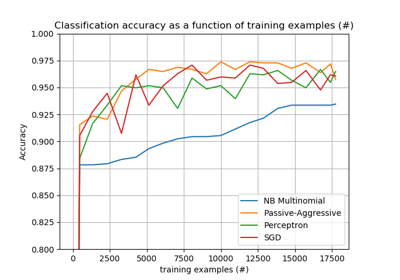 Classification accuracy as a function of training examples (#)
1.000
0.975
0.950
0.925
0.900
0.875
0.850
0.825
0.800
Accuracy
NB Multinomial
Passive-Aggressive
Perceptron
SGD
0 2500 5000 7500 10000 12500 15000 17500
training examples (#)